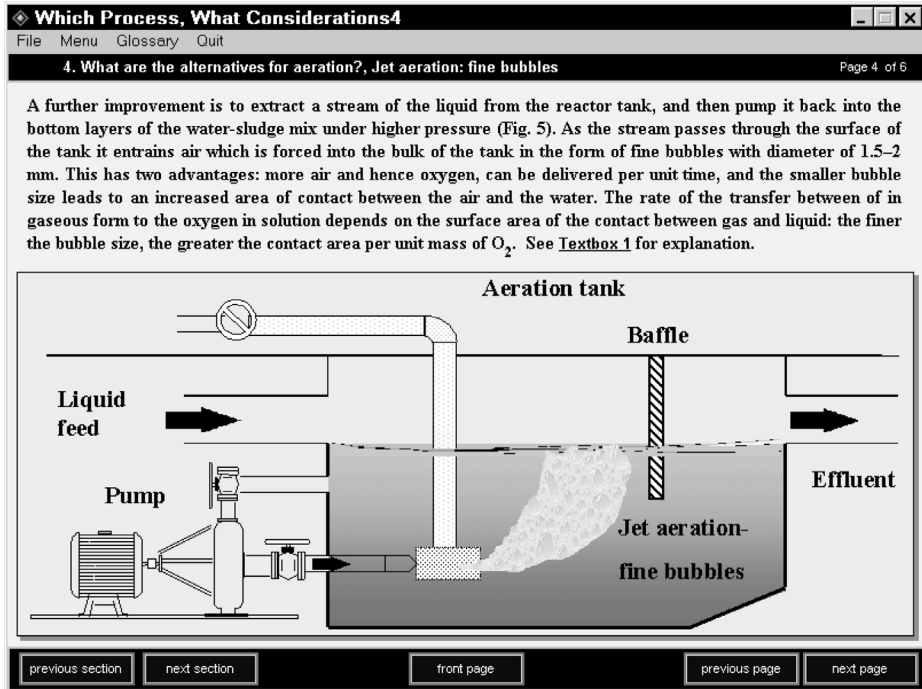 Which Process, What Considerations4
File Menu Glossary Quit
4. What are the alternatives for aeration?, Jet aeration: fine bubbles Page 4 of 6
A further improvement is to extract a stream of the liquid from the reactor tank, and then pump it back into the
bottom layers of the water-sludge mix under higher pressure (Fig. 5). As the stream passes through the surface of
the tank it entrains air which is forced into the bulk of the tank in the form of fine bubbles with diameter of 1.5–2
mm. This has two advantages: more air and hence oxygen, can be delivered per unit time, and the smaller bubble
size leads to an increased area of contact between the air and the water. The rate of the transfer between of in
gaseous form to the oxygen in solution depends on the surface area of the contact between gas and liquid: the finer
the bubble size, the greater the contact area per unit mass of O₂. See Textbox 1 for explanation.
Aeration tank
Baffle
Liquid
feed
Pump
Effluent
Jet aeration-
fine bubbles
previous section next section front page previous page next page